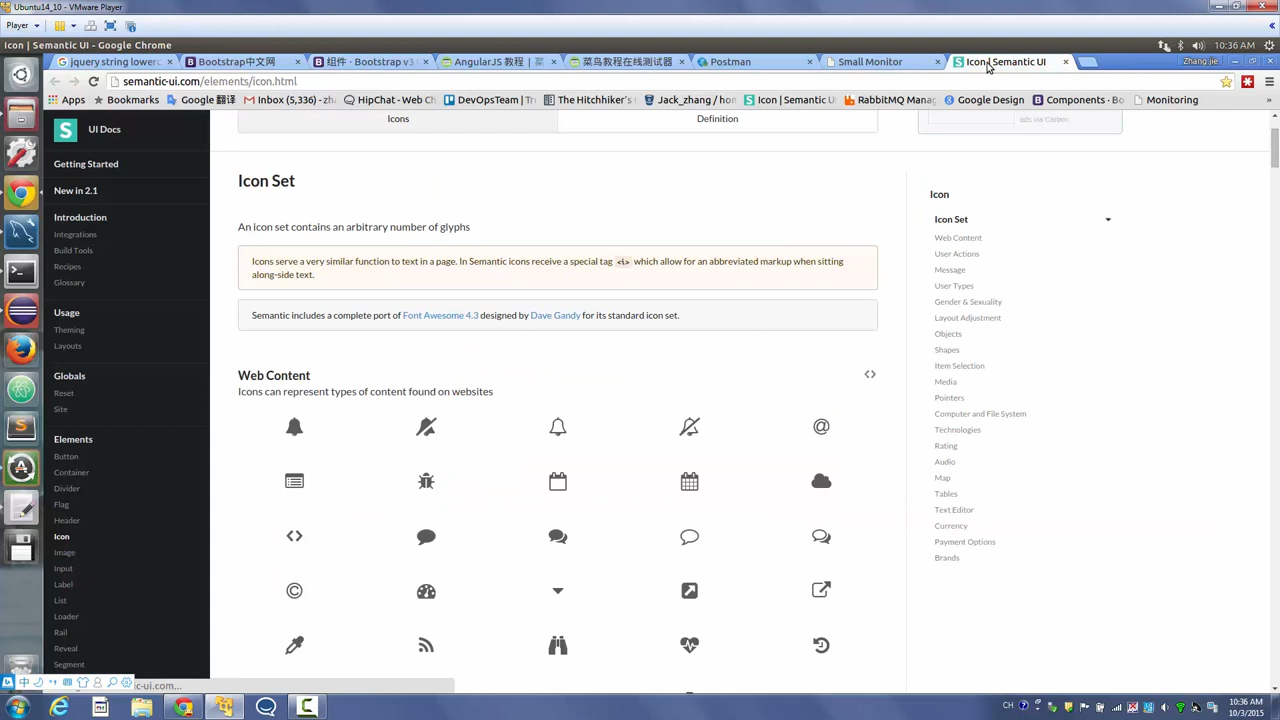 Ubuntu14_10 - VMware Player
Player
Icon | Semantic UI - Google Chrome
10:36 AM
jquery string lowerc
Bootstrap中文网
组件 · Bootstrap v3
AngularJS 教程 | 菜
菜鸟教程在线测试器
Postman
Small Monitor
Icon | Semantic UI
Zhang jie
semantic-ui.com/elements/icon.html
Apps
Bookmarks
Google 翻译
Inbox (5,336) - zh
HipChat - Web C
DevOpsTeam | Tr
The Hitchhiker's
Jack_zhang / ho
Icon | Semantic U
RabbitMQ Manag
Google Design
Components · Bo
Monitoring
UI Docs
Getting Started
New in 2.1
Introduction
Integrations
Build Tools
Recipes
Glossary
Usage
Theming
Layouts
Globals
Reset
Site
Elements
Button
Container
Divider
Flag
Header
Icon
Image
Input
Label
List
Loader
Rail
Reveal
Segment
Icons
Definition
ads via Carbon
Icon Set
An icon set contains an arbitrary number of glyphs
Icons serve a very similar function to text in a page. In Semantic icons receive a special tag <i> which allow for an abbreviated markup when sitting
along-side text.
Semantic includes a complete port of Font Awesome 4.3 designed by Dave Gandy for its standard icon set.
Web Content
Icons can represent types of content found on websites
Icon
Icon Set
Web Content
User Actions
Message
User Types
Gender & Sexuality
Layout Adjustment
Objects
Shapes
Item Selection
Media
Pointers
Computer and File System
Technologies
Rating
Audio
Map
Tables
Text Editor
Currency
Payment Options
Brands
中
ic-ui.com...
CH
10:36 AM
10/3/2015